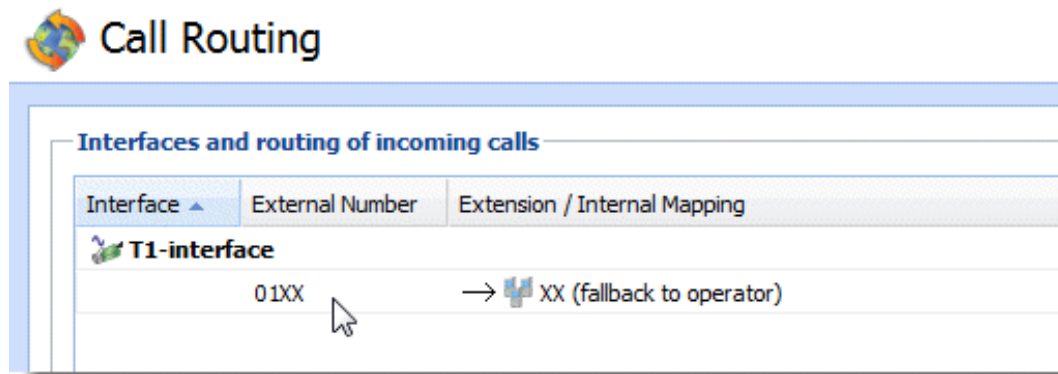 Call Routing
Interfaces and routing of incoming calls
Interface External Number Extension / Internal Mapping
T1-interface
01XX XX (fallback to operator)